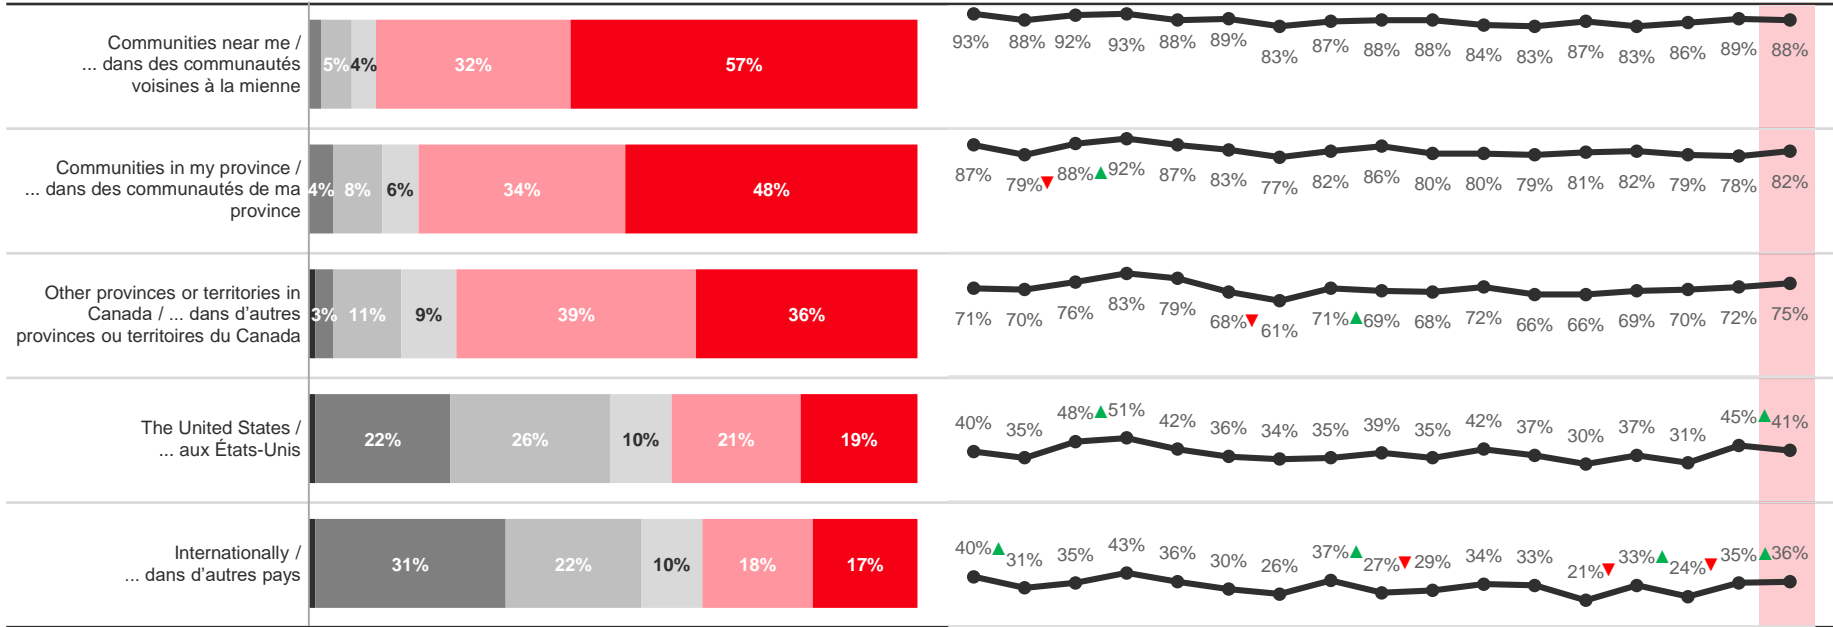 Communities near me /
... dans des communautés
voisines à la mienne
5% 4% 32% 57%
93% 88% 92% 93% 88% 89% 83% 87% 88% 88% 84% 83% 87% 83% 86% 89% 88%
Communities in my province /
... dans des communautés de ma
province
4% 8% 6% 34% 48%
87% 79%▼ 88%▲ 92% 87% 83% 77% 82% 86% 80% 80% 79% 81% 82% 79% 78% 82%
Other provinces or territories in
Canada / ... dans d'autres
provinces ou territoires du Canada
3% 11% 9% 39% 36%
71% 70% 76% 83% 79% 68%▼ 61% 71%▲ 69% 68% 72% 66% 66% 69% 70% 72% 75%
The United States /
... aux États-Unis
22% 26% 10% 21% 19%
40% 35% 48%▲ 51% 42% 36% 34% 35% 39% 35% 42% 37% 30% 37% 31% 45%▲ 41%
Internationally /
... dans d'autres pays
31% 22% 10% 18% 17%
40%▲ 31% 35% 43% 36% 30% 26% 37%▲ 27%▼ 29% 34% 33% 21%▼ 33%▲ 24%▼ 35%▲ 36%